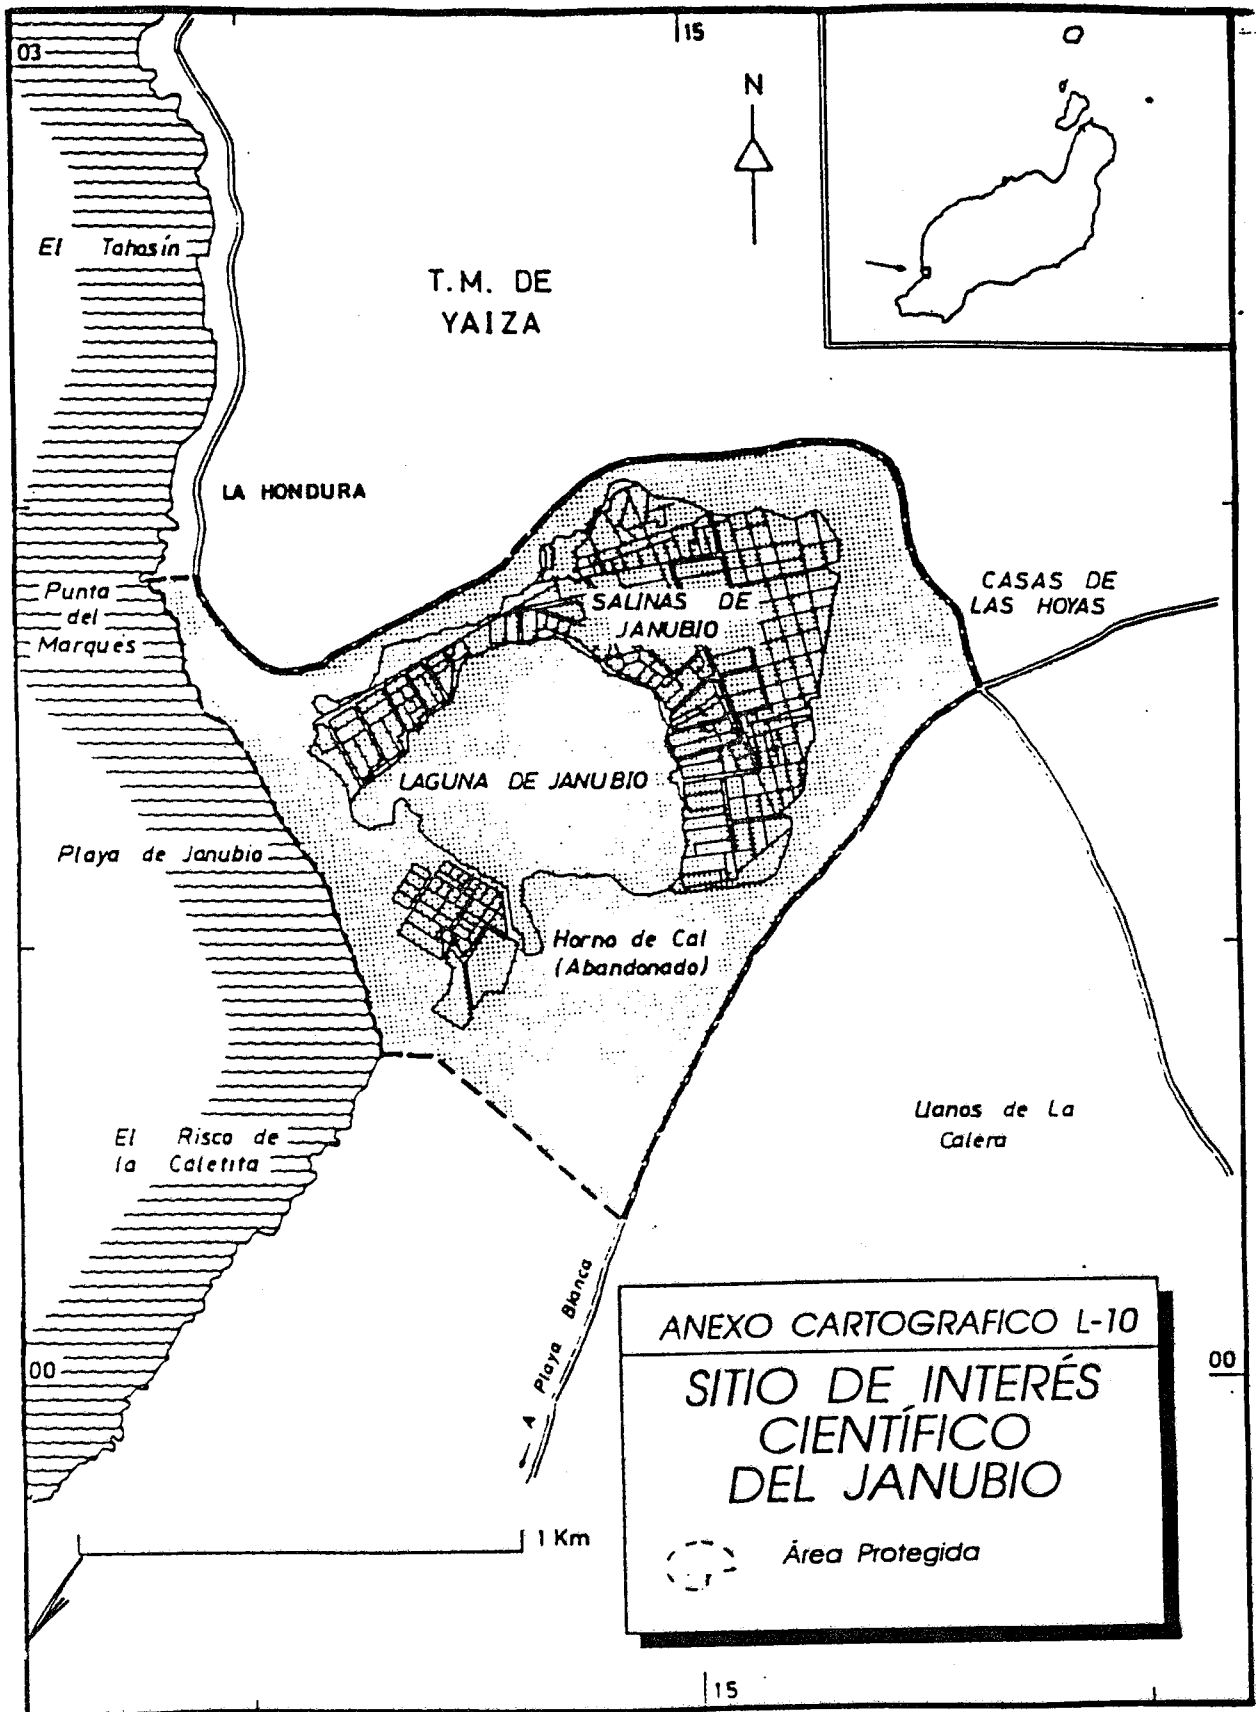 03
15
N
El Tahosín
T.M. DE
YAIZA
LA HONDURA
Punta
del
Marqués
CASAS DE
LAS HOYAS
SALINAS DE
JANUBIO
LAGUNA DE JANUBIO
Playa de Janubio
Horno de Cal
(Abandonado)
El Risco de
la Caletita
Llanos de La
Calera
A Playa Blanca
00
00
1 Km
ANEXO CARTOGRAFICO L-10
SITIO DE INTERÉS
CIENTÍFICO
DEL JANUBIO
Área Protegida
15